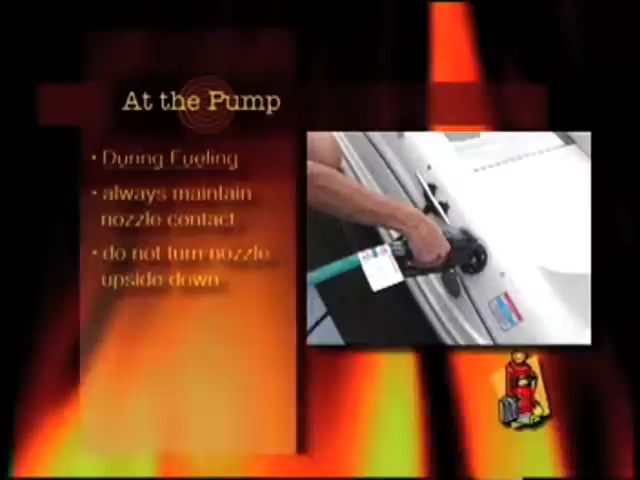 At the Pump
• During Fueling
• always maintain
nozzle contact
• do not turn nozzle
upside down